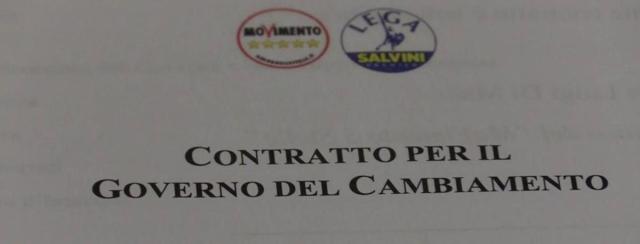 MOVIMENTO
LEGA
SALVINI
CONTRATTO PER IL
GOVERNO DEL CAMBIAMENTO